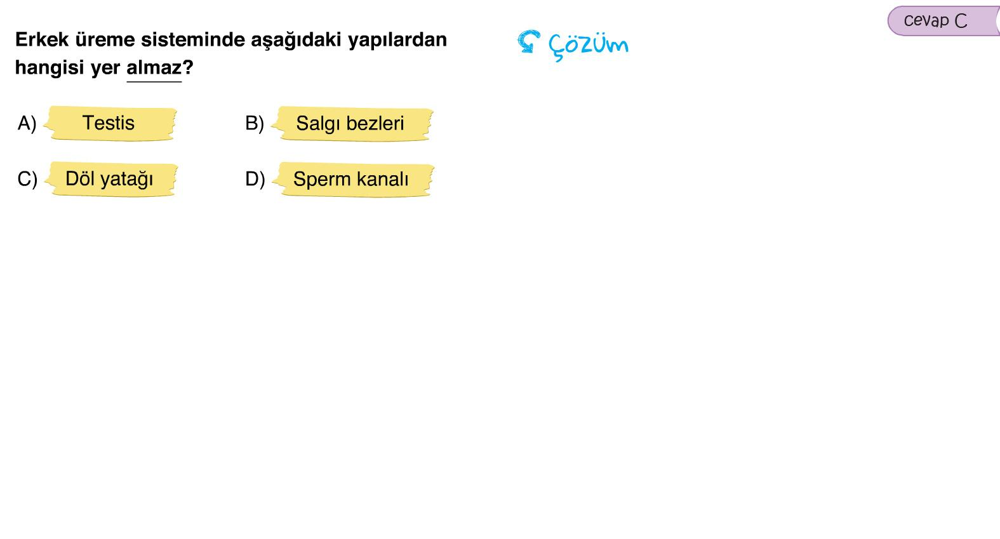 Erkek üreme sisteminde aşağıdaki yapılardan
hangisi yer almaz?
A) Testis
B) Salgı bezleri
C) Döl yatağı
D) Sperm kanalı
Çözüm
cevap C